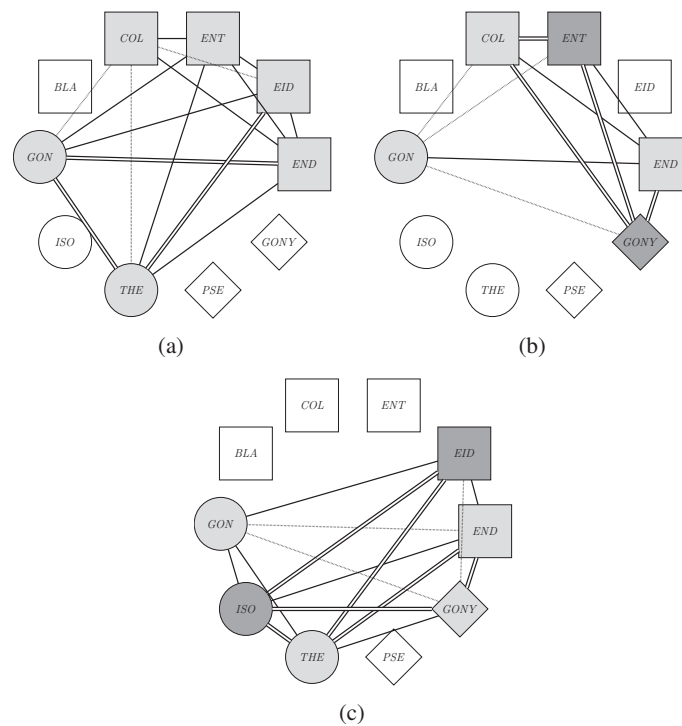 COL ENT
BLA EID
GON END
ISO GONY
THE PSE
(a)
COL ENT
BLA EID
GON END
ISO GONY
THE PSE
(b)
COL ENT
BLA EID
GON END
ISO GONY
THE PSE
(c)